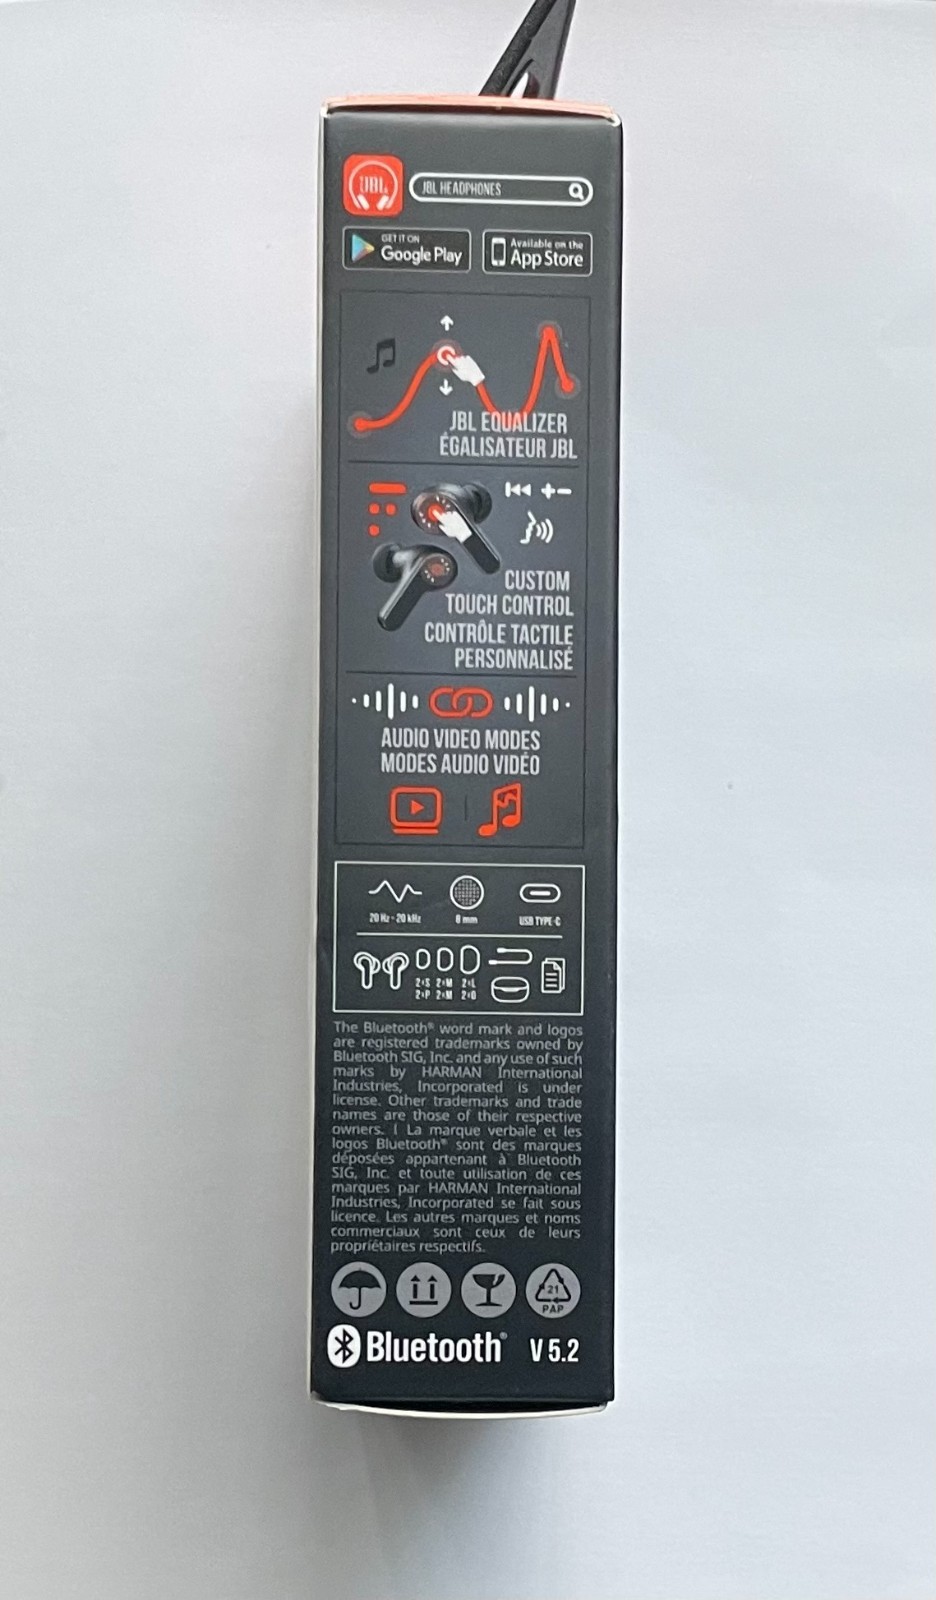 JBL
JBL HEADPHONES
GET IT ON
Google Play
Available on the
App Store
JBL EQUALIZER
ÉGALISATEUR JBL
CUSTOM
TOUCH CONTROL
CONTRÔLE TACTILE
PERSONNALISÉ
AUDIO VIDEO MODES
MODES AUDIO VIDÉO
20 Hz - 20 kHz
USB TYPE-C
2×S 2×M 2×L
2×P 2×M 2×G
The Bluetooth® word mark and logos
are registered trademarks owned by
Bluetooth SIG, Inc. and any use of such
marks by HARMAN International
Industries, Incorporated is under
license. Other trademarks and trade
names are those of their respective
owners. | La marque verbale et les
logos Bluetooth® sont des marques
déposées appartenant à Bluetooth
SIG, Inc. et toute utilisation de ces
marques par HARMAN International
Industries, Incorporated se fait sous
licence. Les autres marques et noms
commerciaux sont ceux de leurs
propriétaires respectifs.
21
PAP
Bluetooth® V 5.2